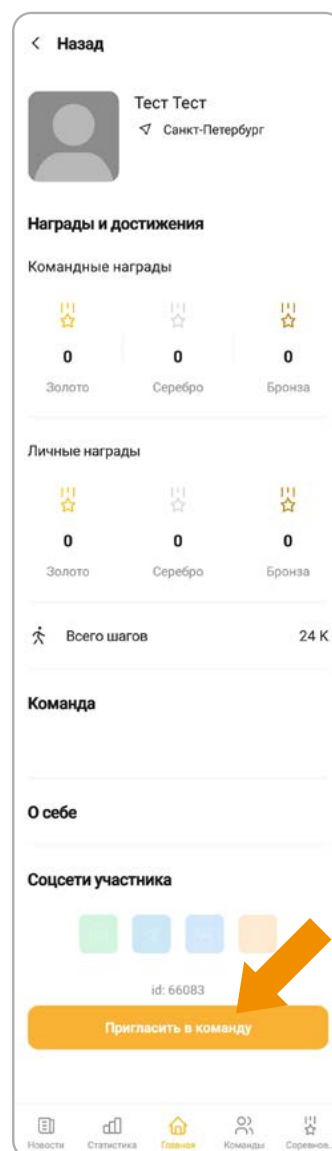 Назад
Тест Тест
Санкт-Петербург
Награды и достижения
Командные награды
0 0 0
Золото Серебро Бронза
Личные награды
0 0 0
Золото Серебро Бронза
Всего шагов 24 K
Команда
О себе
Соцсети участника
id: 66083
Пригласить в команду
Новости Статистика Главная Команды Соревнов..